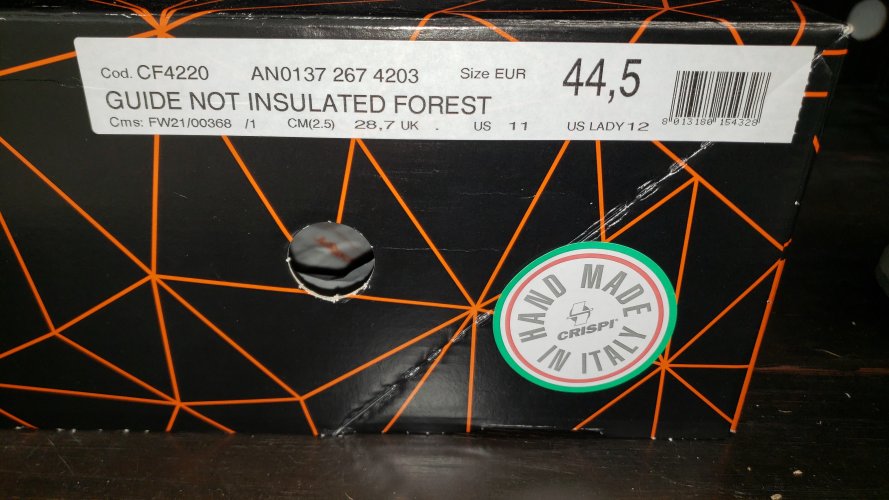 Cod. CF4220 AN0137 267 4203 Size EUR 44,5
GUIDE NOT INSULATED FOREST
Cms: FW21/00368 /1 CM(2.5) 28,7 UK . US 11 US LADY 12
8 013180 154328
HAND MADE
CRISPI
IN ITALY